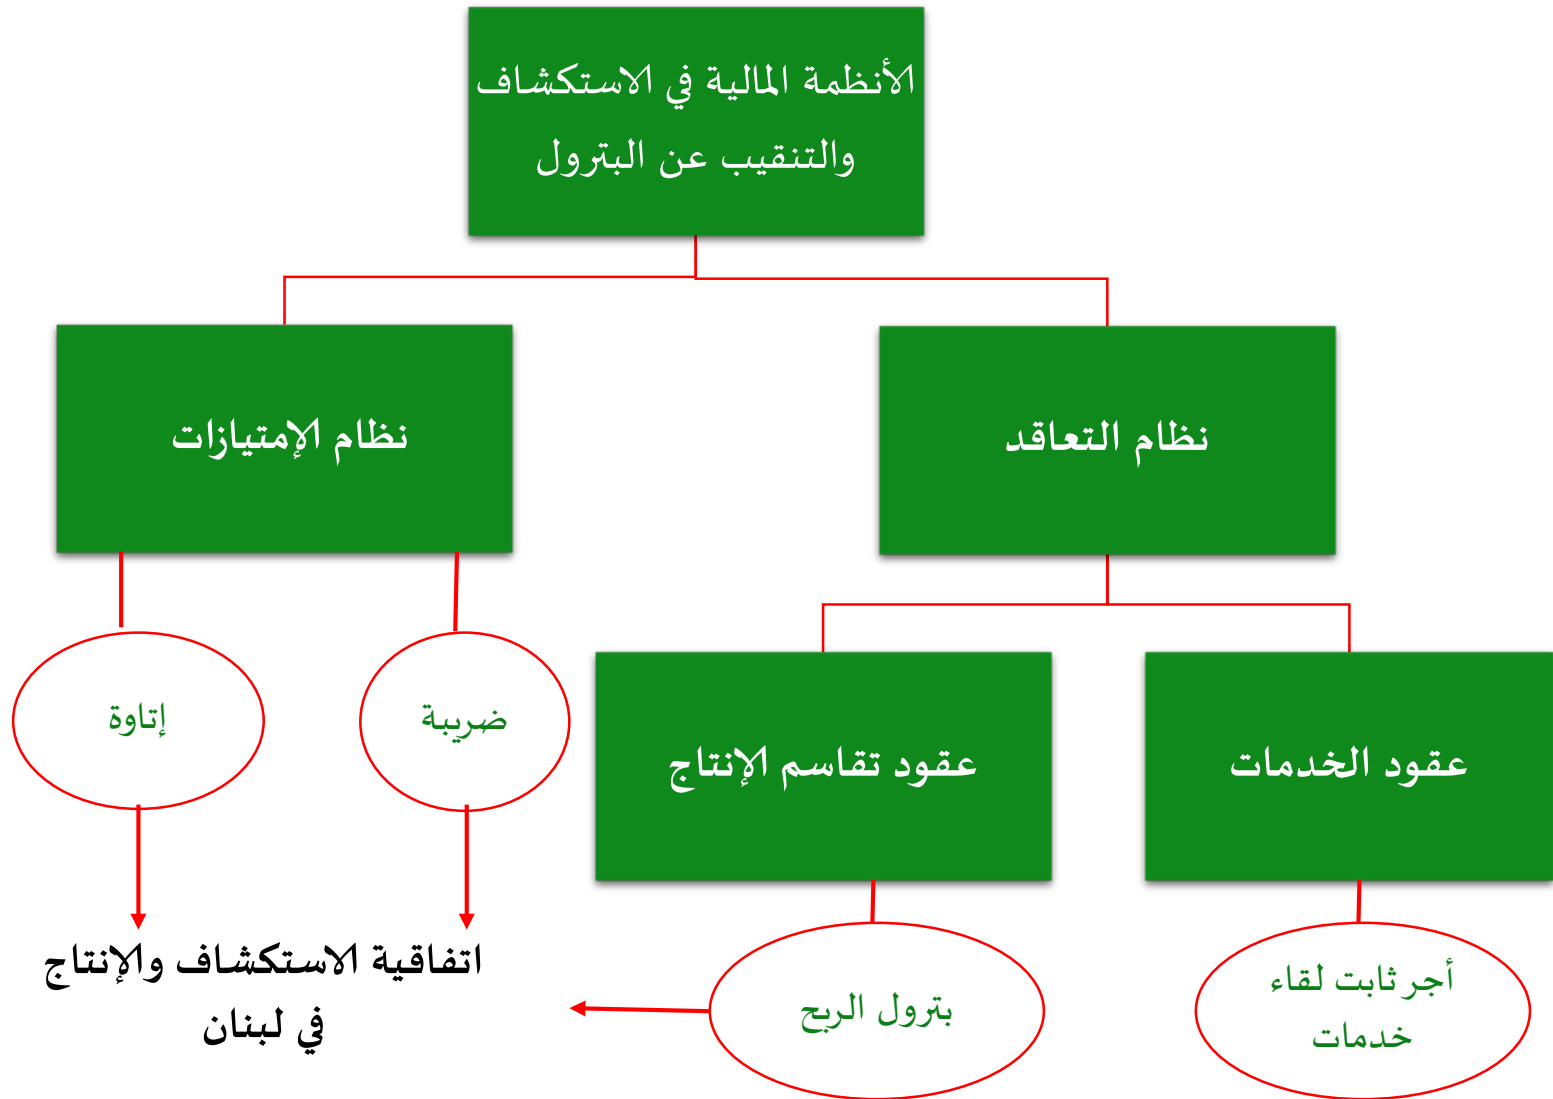 الأنظمة المالية في الاستكشاف
والتنقيب عن البترول
نظام التعاقد
نظام الإمتيازات
عقود الخدمات
عقود تقاسم الإنتاج
ضريبة
إتاوة
أجر ثابت لقاء
خدمات
بترول الربح
اتفاقية الاستكشاف والإنتاج
في لبنان